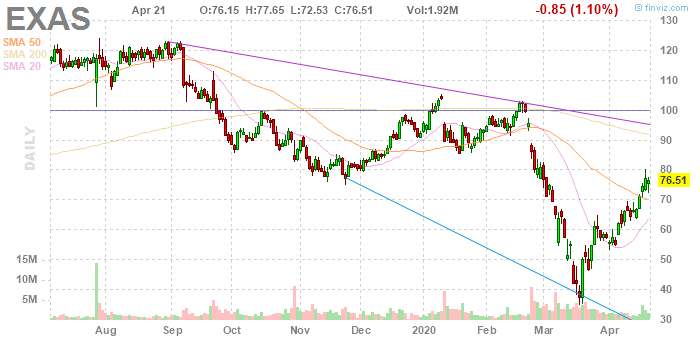 © finviz.com
EXAS Apr 21 O:76.15 H:77.65 L:72.53 C:76.51 Vol:1.92M -0.85 (1.10%)
SMA 50
SMA 200
SMA 20
DAILY
130
120
110
100
90
80
76.51
70
60
50
40
30
15M
10M
5M
Aug Sep Oct Nov Dec 2020 Feb Mar Apr